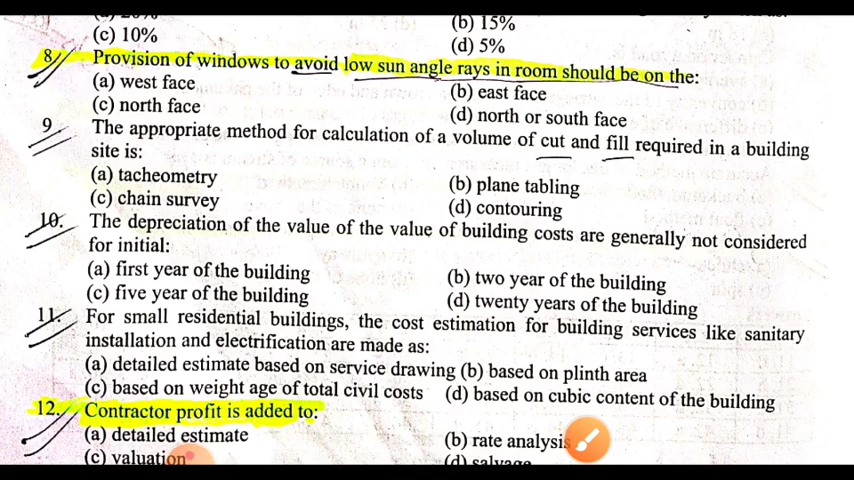 (b) 15%
(c) 10%
(d) 5%
8. Provision of windows to avoid low sun angle rays in room should be on the:
(a) west face
(b) east face
(c) north face
(d) north or south face
9. The appropriate method for calculation of a volume of cut and fill required in a building
site is:
(a) tacheometry
(b) plane tabling
(c) chain survey
(d) contouring
10. The depreciation of the value of the value of building costs are generally not considered
for initial:
(a) first year of the building
(b) two year of the building
(c) five year of the building
(d) twenty years of the building
11. For small residential buildings, the cost estimation for building services like sanitary
installation and electrification are made as:
(a) detailed estimate based on service drawing (b) based on plinth area
(c) based on weight age of total civil costs (d) based on cubic content of the building
12. Contractor profit is added to:
(a) detailed estimate
(b) rate analysis
(c) valuation
(d) salvage